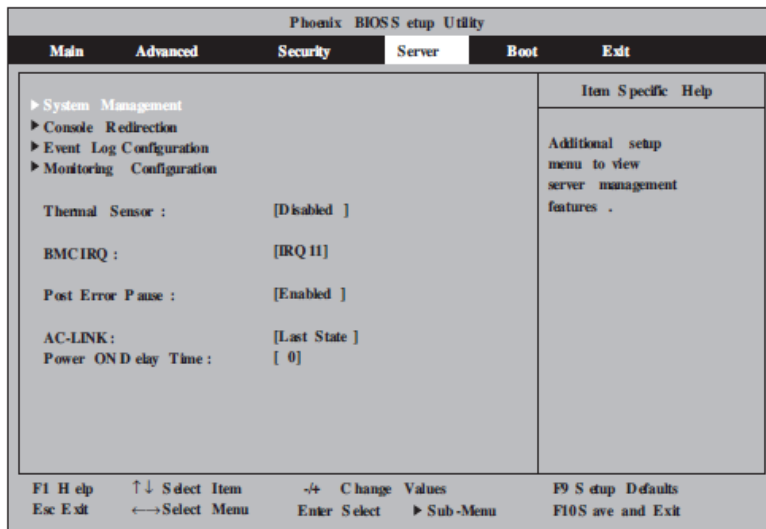 Phoenix BIOS Setup Utility
Main Advanced Security Server Boot Exit
▶ System Management
▶ Console Redirection
▶ Event Log Configuration
▶ Monitoring Configuration
Thermal Sensor : [Disabled ]
BMC IRQ : [IRQ 11]
Post Error Pause : [Enabled ]
AC-LINK : [Last State ]
Power ON Delay Time : [ 0]
Item Specific Help
Additional setup
menu to view
server management
features .
F1 Help ↑↓ Select Item -/+ Change Values F9 Setup Defaults
Esc Exit ←→ Select Menu Enter Select ▶ Sub-Menu F10 Save and Exit